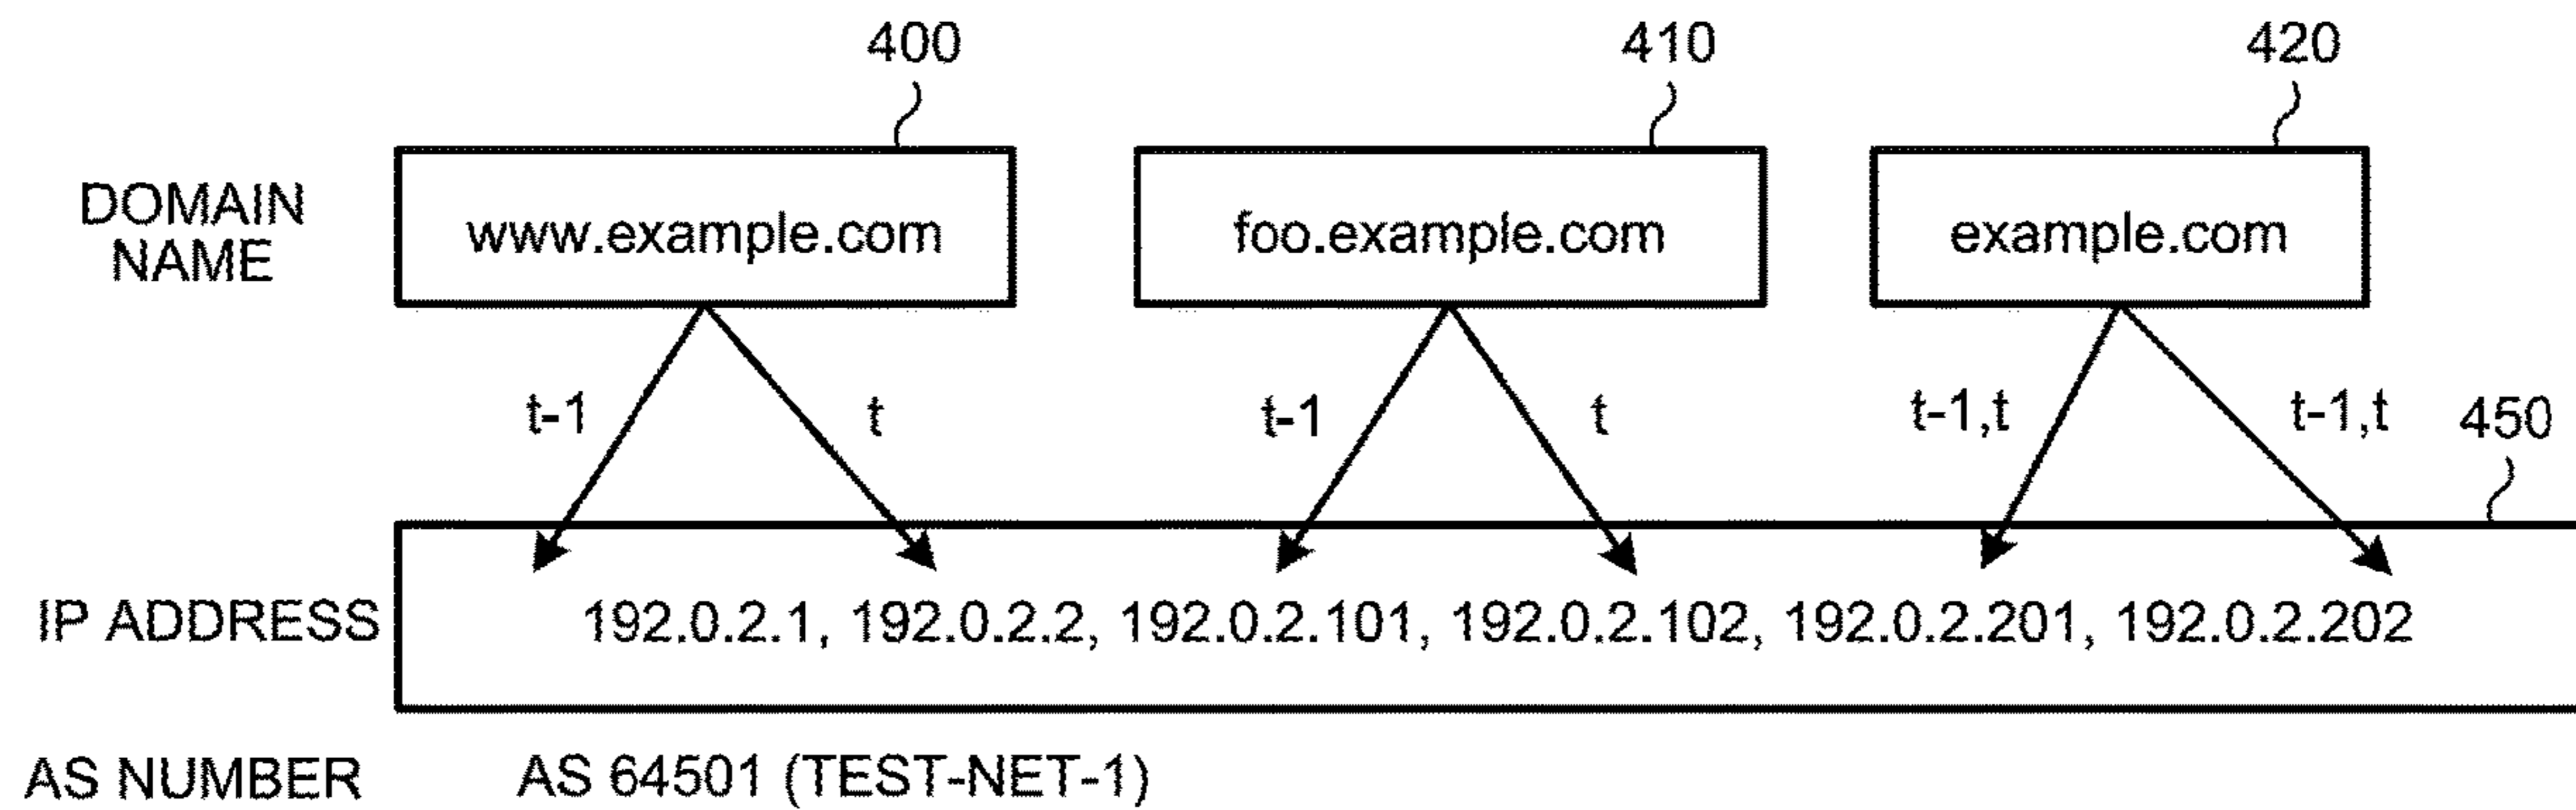 400
410
420
DOMAIN
NAME
www.example.com
foo.example.com
example.com
t-1
t
t-1
t
t-1,t
t-1,t
450
IP ADDRESS
192.0.2.1, 192.0.2.2, 192.0.2.101, 192.0.2.102, 192.0.2.201, 192.0.2.202
AS NUMBER
AS 64501 (TEST-NET-1)